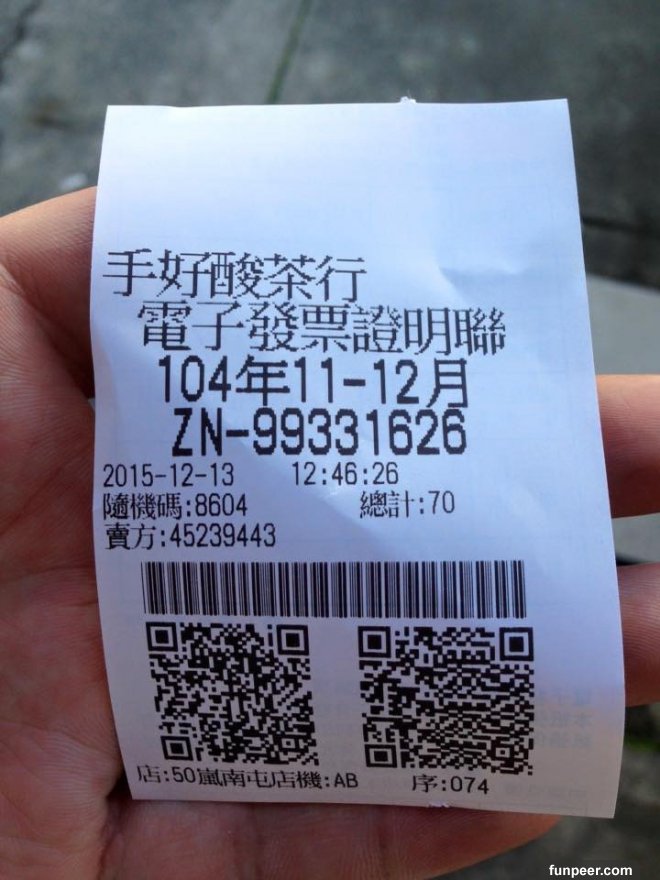 手好酸茶行
電子發票證明聯
104年11-12月
ZN-99331626
2015-12-13 12:46:26
隨機碼:8604 總計:70
賣方:45239443
店:50嵐南屯店機:AB 序:074
funpeer.com